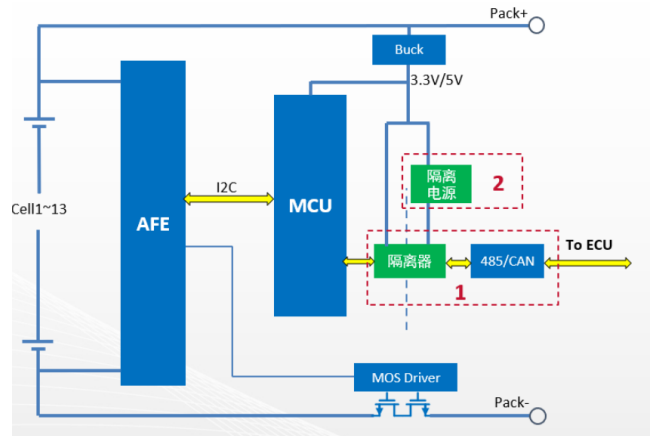 Pack+
Buck
3.3V/5V
隔离
电源
2
I2C
Cell1~13
AFE
MCU
隔离器
485/CAN
To ECU
1
MOS Driver
Pack-